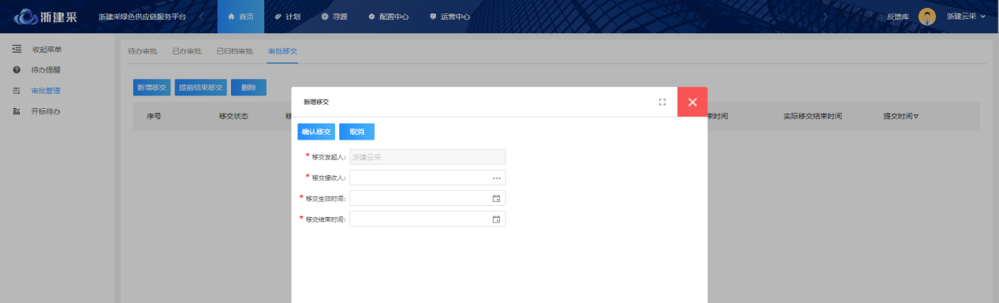 浙建采 浙建采绿色供应链服务平台 首页 计划 寻源 配置中心 运营中心 反馈库 浙建云采
收起菜单
待办提醒
审批管理
开标待办
待办审批 已办审批 已归档审批 审批移交
新增移交 提前结束移交 删除
序号 移交状态 移 束时间 实际移交结束时间 提交时间
新增移交
确认移交 取消
* 移交发起人: 浙建云采
* 移交接收人:
* 移交生效时间:
* 移交结束时间: